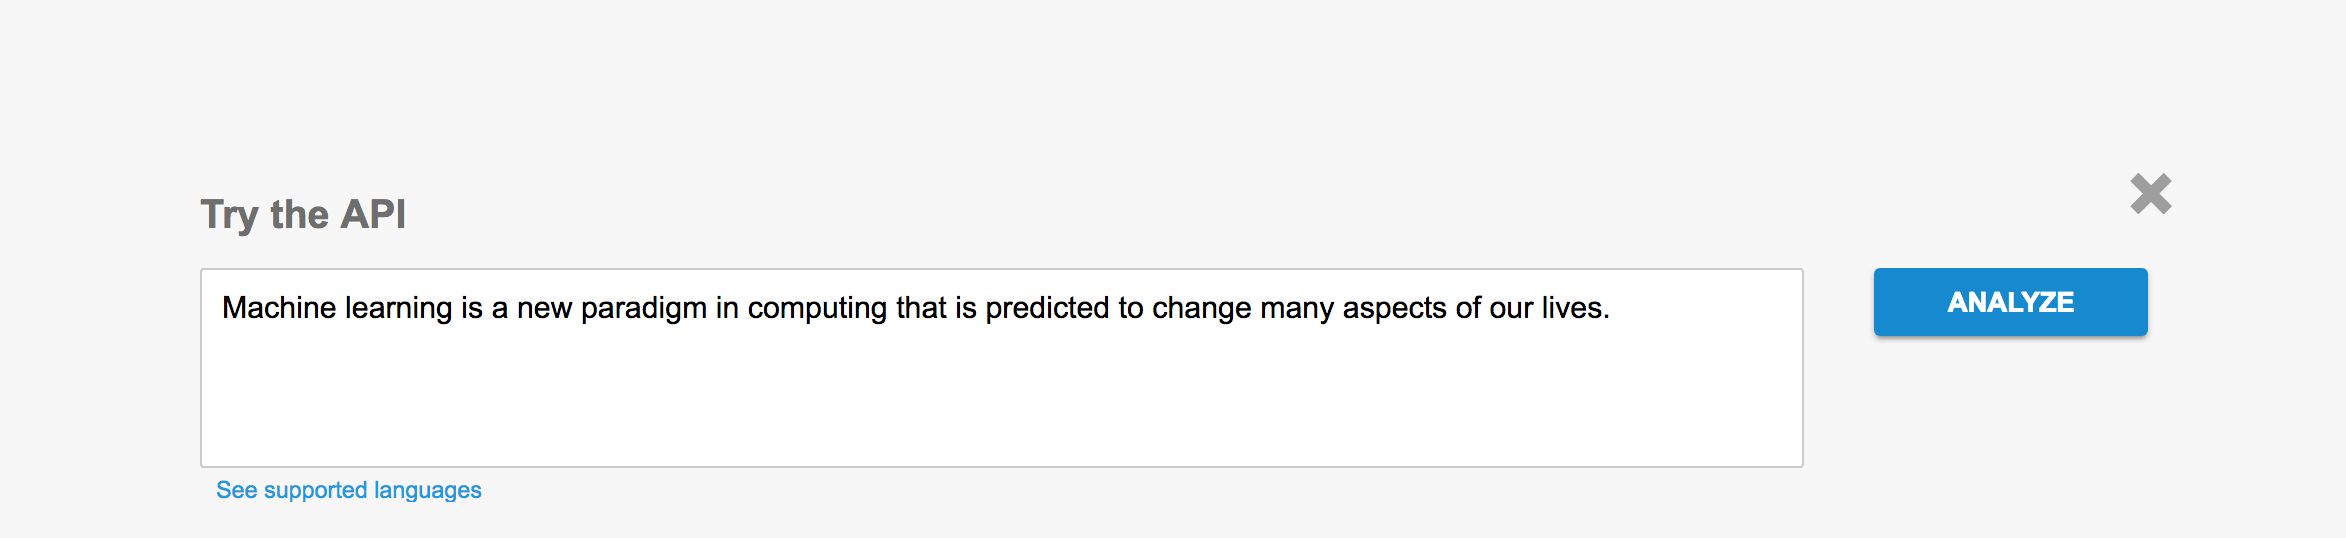 Try the API
Machine learning is a new paradigm in computing that is predicted to change many aspects of our lives.
ANALYZE
See supported languages